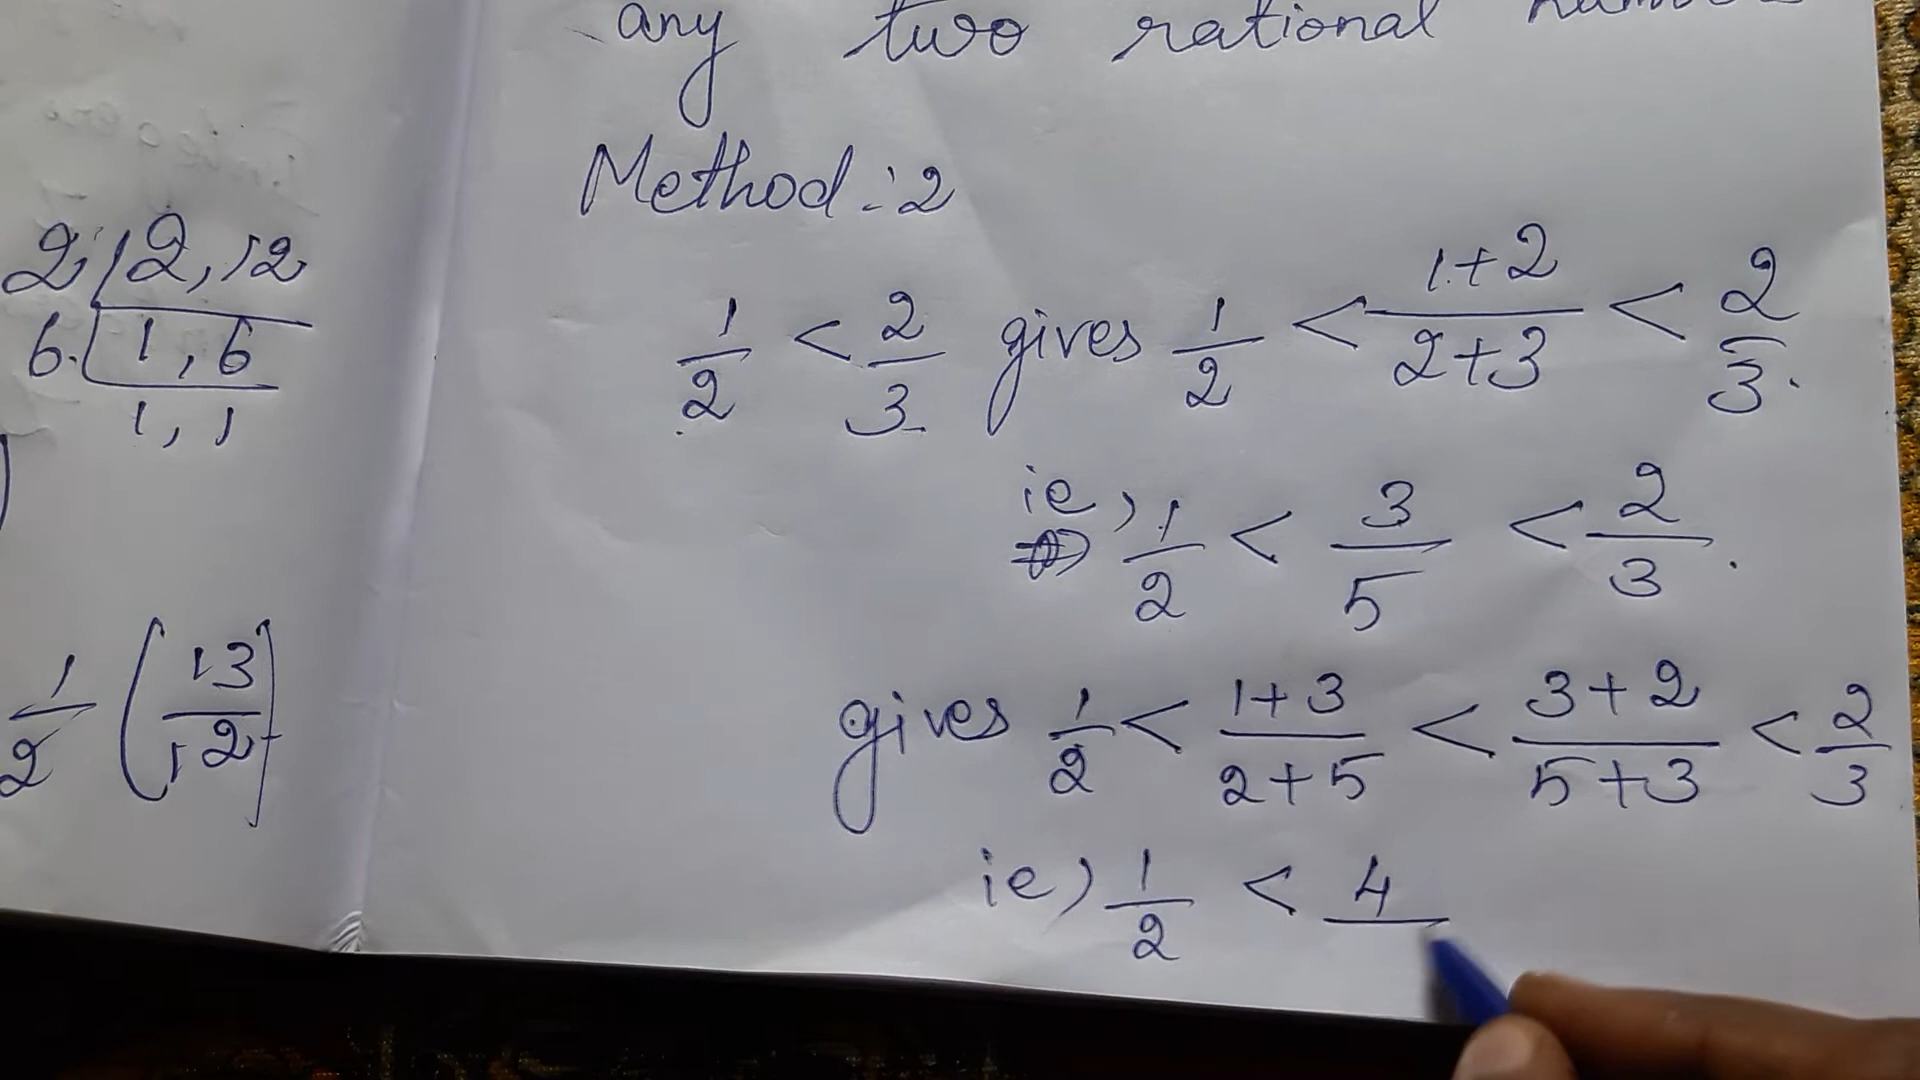 2 | 2, 12
6. | 1, 6
1, 1
1/2 ( 13/12 )
any two rational
Method :2
1/2 < 2/3 gives 1/2 < 1+2/2+3 < 2/3.
ie) 1/2 < 3/5 < 2/3.
gives 1/2 < 1+3/2+5 < 3+2/5+3 < 2/3
ie) 1/2 < 4/